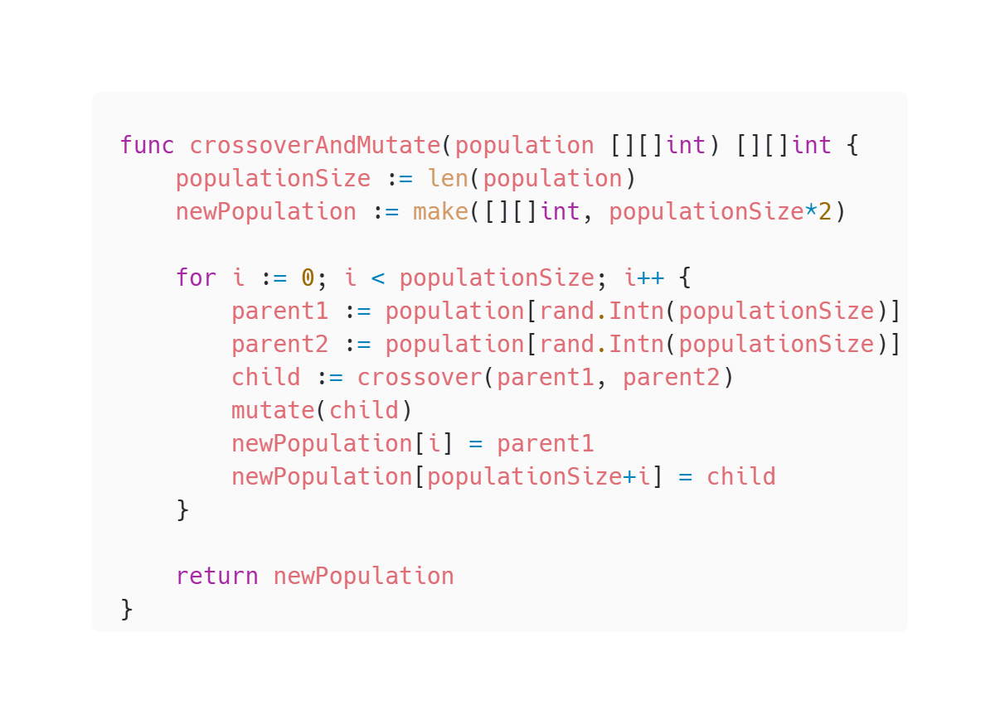 func crossoverAndMutate(population [][]int) [][]int {
    populationSize := len(population)
    newPopulation := make([][]int, populationSize*2)

    for i := 0; i < populationSize; i++ {
        parent1 := population[rand.Intn(populationSize)]
        parent2 := population[rand.Intn(populationSize)]
        child := crossover(parent1, parent2)
        mutate(child)
        newPopulation[i] = parent1
        newPopulation[populationSize+i] = child
    }

    return newPopulation
}